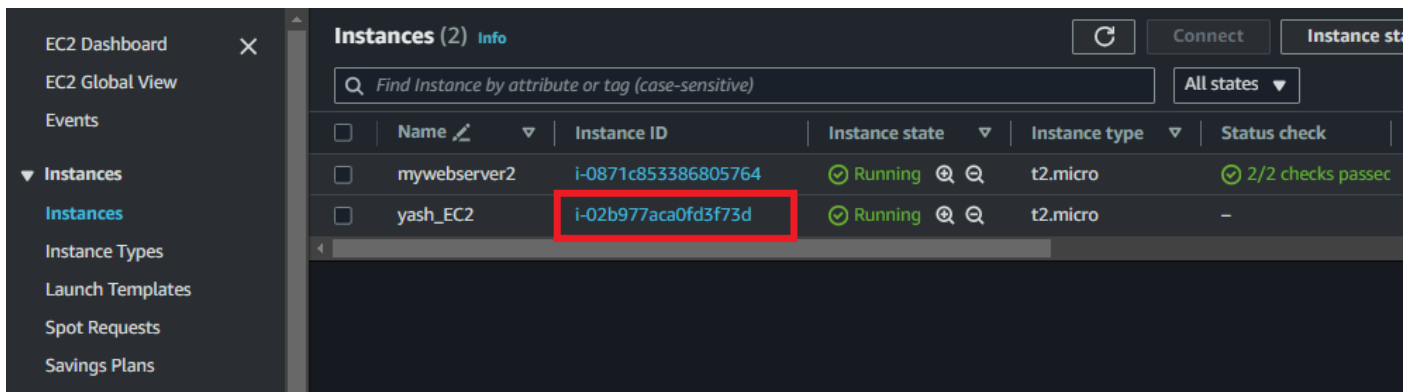 EC2 Dashboard
EC2 Global View
Events
Instances
Instances
Instance Types
Launch Templates
Spot Requests
Savings Plans
Instances (2) Info
Connect
Instance sta
Find Instance by attribute or tag (case-sensitive)
All states
Name Instance ID Instance state Instance type Status check
mywebserver2 i-0871c853386805764 Running t2.micro 2/2 checks passec
yash_EC2 i-02b977aca0fd3f73d Running t2.micro –